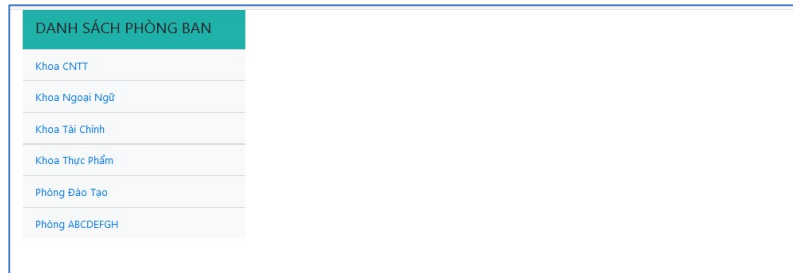 DANH SÁCH PHÒNG BAN
Khoa CNTT
Khoa Ngoại Ngữ
Khoa Tài Chính
Khoa Thực Phẩm
Phòng Đào Tạo
Phòng ABCDEFGH